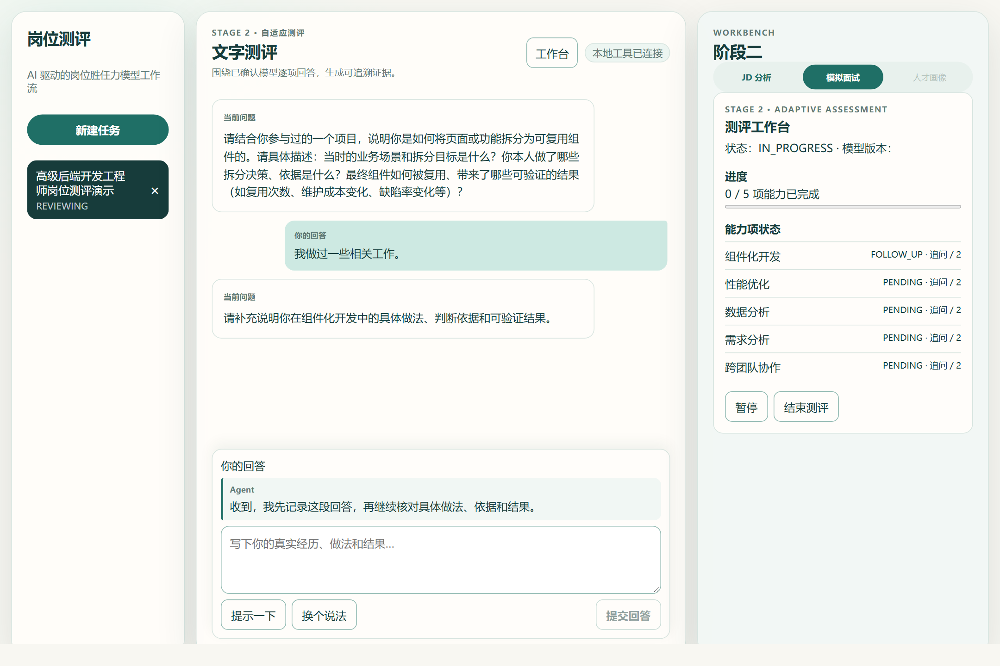 岗位测评
AI 驱动的岗位胜任力模型工作
流
新建任务
高级后端开发工程
师岗位测评演示
×
REVIEWING
STAGE 2 • 自适应测评
文字测评
围绕已确认模型逐项回答，生成可追溯证据。
工作台
本地工具已连接
当前问题
请结合你参与过的一个项目，说明你是如何将页面或功能拆分为可复用组
件的。请具体描述：当时的业务场景和拆分目标是什么？你本人做了哪些
拆分决策、依据是什么？最终组件如何被复用、带来了哪些可验证的结果
（如复用次数、维护成本变化、缺陷率变化等）？
你的回答
我做过一些相关工作。
当前问题
请补充说明你在组件化开发中的具体做法、判断依据和可验证结果。
你的回答
Agent
收到，我先记录这段回答，再继续核对具体做法、依据和结果。
写下你的真实经历、做法和结果...
提示一下
换个说法
提交回答
WORKBENCH
阶段二
JD 分析
模拟面试
人才画像
STAGE 2 • ADAPTIVE ASSESSMENT
测评工作台
状态：IN_PROGRESS · 模型版本：
进度
0 / 5 项能力已完成
能力项状态
组件化开发 FOLLOW_UP · 追问 / 2
性能优化 PENDING · 追问 / 2
数据分析 PENDING · 追问 / 2
需求分析 PENDING · 追问 / 2
跨团队协作 PENDING · 追问 / 2
暂停
结束测评